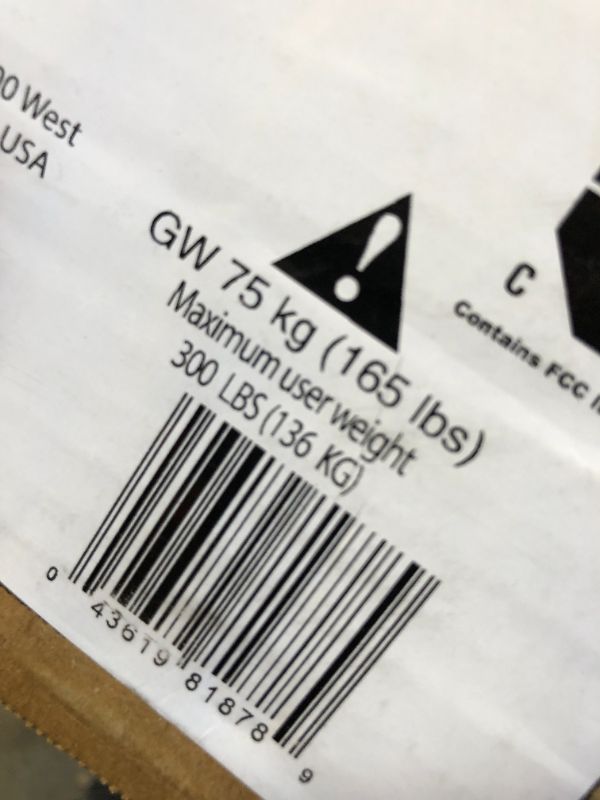 00 West
USA
GW 75 kg (165 lbs)
Maximum user weight
300 LBS (136 KG)
C
Contains FCC
0 43619 81878 9